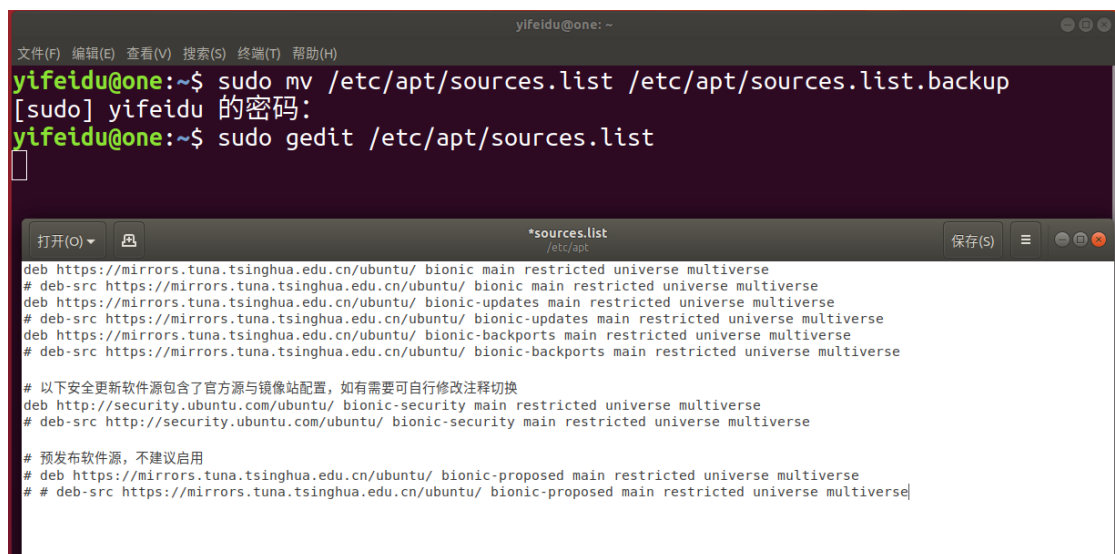 yifeidu@one: ~
文件(F) 编辑(E) 查看(V) 搜索(S) 终端(T) 帮助(H)
yifeidu@one:~$ sudo mv /etc/apt/sources.list /etc/apt/sources.list.backup
[sudo] yifeidu 的密码：
yifeidu@one:~$ sudo gedit /etc/apt/sources.list
打开(O) *sources.list 保存(S)
/etc/apt
deb https://mirrors.tuna.tsinghua.edu.cn/ubuntu/ bionic main restricted universe multiverse
# deb-src https://mirrors.tuna.tsinghua.edu.cn/ubuntu/ bionic main restricted universe multiverse
deb https://mirrors.tuna.tsinghua.edu.cn/ubuntu/ bionic-updates main restricted universe multiverse
# deb-src https://mirrors.tuna.tsinghua.edu.cn/ubuntu/ bionic-updates main restricted universe multiverse
deb https://mirrors.tuna.tsinghua.edu.cn/ubuntu/ bionic-backports main restricted universe multiverse
# deb-src https://mirrors.tuna.tsinghua.edu.cn/ubuntu/ bionic-backports main restricted universe multiverse
# 以下安全更新软件源包含了官方源与镜像站配置，如有需要可自行修改注释切换
deb http://security.ubuntu.com/ubuntu/ bionic-security main restricted universe multiverse
# deb-src http://security.ubuntu.com/ubuntu/ bionic-security main restricted universe multiverse
# 预发布软件源，不建议启用
# deb https://mirrors.tuna.tsinghua.edu.cn/ubuntu/ bionic-proposed main restricted universe multiverse
# # deb-src https://mirrors.tuna.tsinghua.edu.cn/ubuntu/ bionic-proposed main restricted universe multiverse